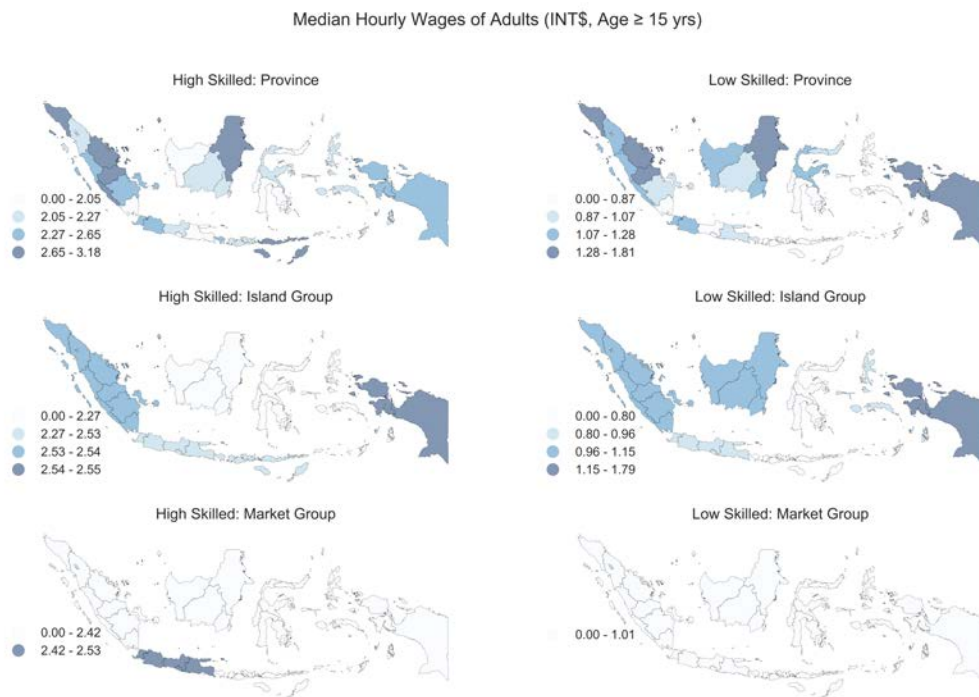 Median Hourly Wages of Adults (INT$, Age ≥ 15 yrs)
High Skilled: Province
0.00 - 2.05
2.05 - 2.27
2.27 - 2.65
2.65 - 3.18
Low Skilled: Province
0.00 - 0.87
0.87 - 1.07
1.07 - 1.28
1.28 - 1.81
High Skilled: Island Group
0.00 - 2.27
2.27 - 2.53
2.53 - 2.54
2.54 - 2.55
Low Skilled: Island Group
0.00 - 0.80
0.80 - 0.96
0.96 - 1.15
1.15 - 1.79
High Skilled: Market Group
0.00 - 2.42
2.42 - 2.53
Low Skilled: Market Group
0.00 - 1.01